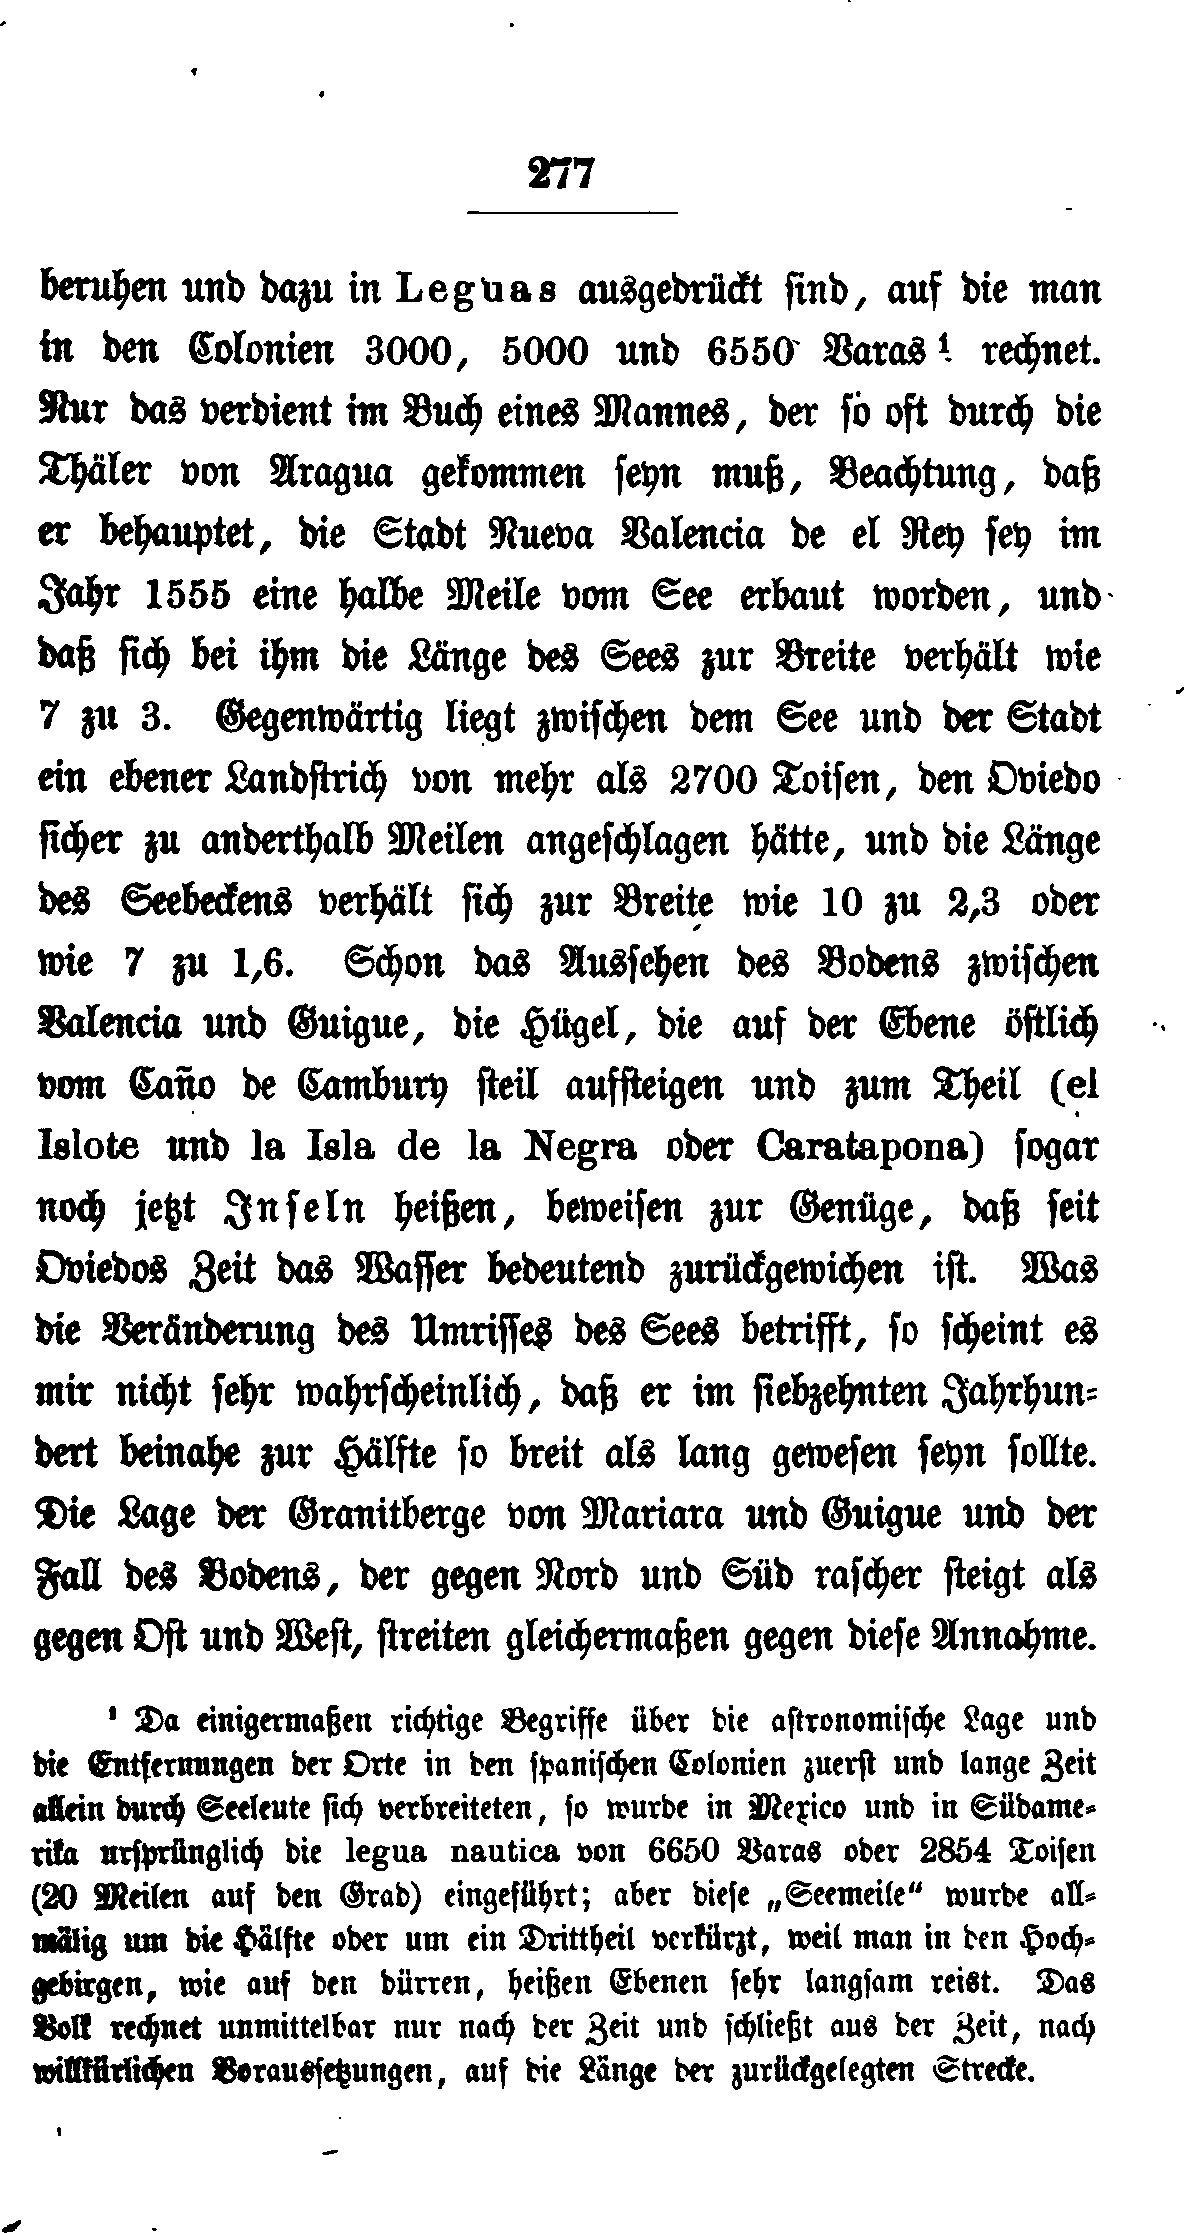 277
beruhen und dazu in Leguas ausgedrückt sind, auf die man
in den Colonien 3000, 5000 und 6550 Varas¹ rechnet.
Nur das verdient im Buch eines Mannes, der so oft durch die
Thäler von Aragua gekommen seyn muß, Beachtung, daß
er behauptet, die Stadt Nueva Valencia de el Rey sey im
Jahr 1555 eine halbe Meile vom See erbaut worden, und
daß sich bei ihm die Länge des Sees zur Breite verhält wie
7 zu 3. Gegenwärtig liegt zwischen dem See und der Stadt
ein ebener Landstrich von mehr als 2700 Toisen, den Oviedo
sicher zu anderthalb Meilen angeschlagen hätte, und die Länge
des Seebeckens verhält sich zur Breite wie 10 zu 2,3 oder
wie 7 zu 1,6. Schon das Aussehen des Bodens zwischen
Valencia und Guigue, die Hügel, die auf der Ebene östlich
vom Caño de Cambury steil aufsteigen und zum Theil (el
Islote und la Isla de la Negra oder Caratapona) sogar
noch jetzt Inseln heißen, beweisen zur Genüge, daß seit
Oviedos Zeit das Wasser bedeutend zurückgewichen ist. Was
die Veränderung des Umrisses des Sees betrifft, so scheint es
mir nicht sehr wahrscheinlich, daß er im siebzehnten Jahrhun-
dert beinahe zur Hälfte so breit als lang gewesen seyn sollte.
Die Lage der Granitberge von Mariara und Guigue und der
Fall des Bodens, der gegen Nord und Süd rascher steigt als
gegen Ost und West, streiten gleichermaßen gegen diese Annahme.
¹ Da einigermaßen richtige Begriffe über die astronomische Lage und
die Entfernungen der Orte in den spanischen Colonien zuerst und lange Zeit
allein durch Seeleute sich verbreiteten, so wurde in Mexico und in Südame-
rika ursprünglich die legua nautica von 6650 Varas oder 2854 Toisen
(20 Meilen auf den Grad) eingeführt; aber diese „Seemeile“ wurde all-
mälig um die Hälfte oder um ein Drittheil verkürzt, weil man in den Hoch-
gebirgen, wie auf den dürren, heißen Ebenen sehr langsam reist. Das
Volk rechnet unmittelbar nur nach der Zeit und schließt aus der Zeit, nach
willkürlichen Voraussetzungen, auf die Länge der zurückgelegten Strecke.